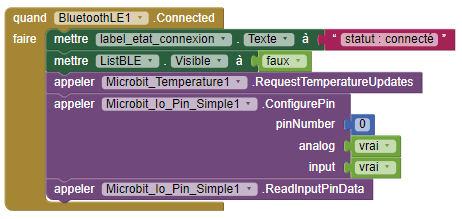 quand BluetoothLE1 .Connected
faire mettre label_etat_connexion . Texte à " statut : connecté "
mettre ListBLE . Visible à faux
appeler Microbit_Temperature1 .RequestTemperatureUpdates
appeler Microbit_Io_Pin_Simple1 .ConfigurePin
pinNumber 0
analog vrai
input vrai
appeler Microbit_Io_Pin_Simple1 .ReadInputPinData